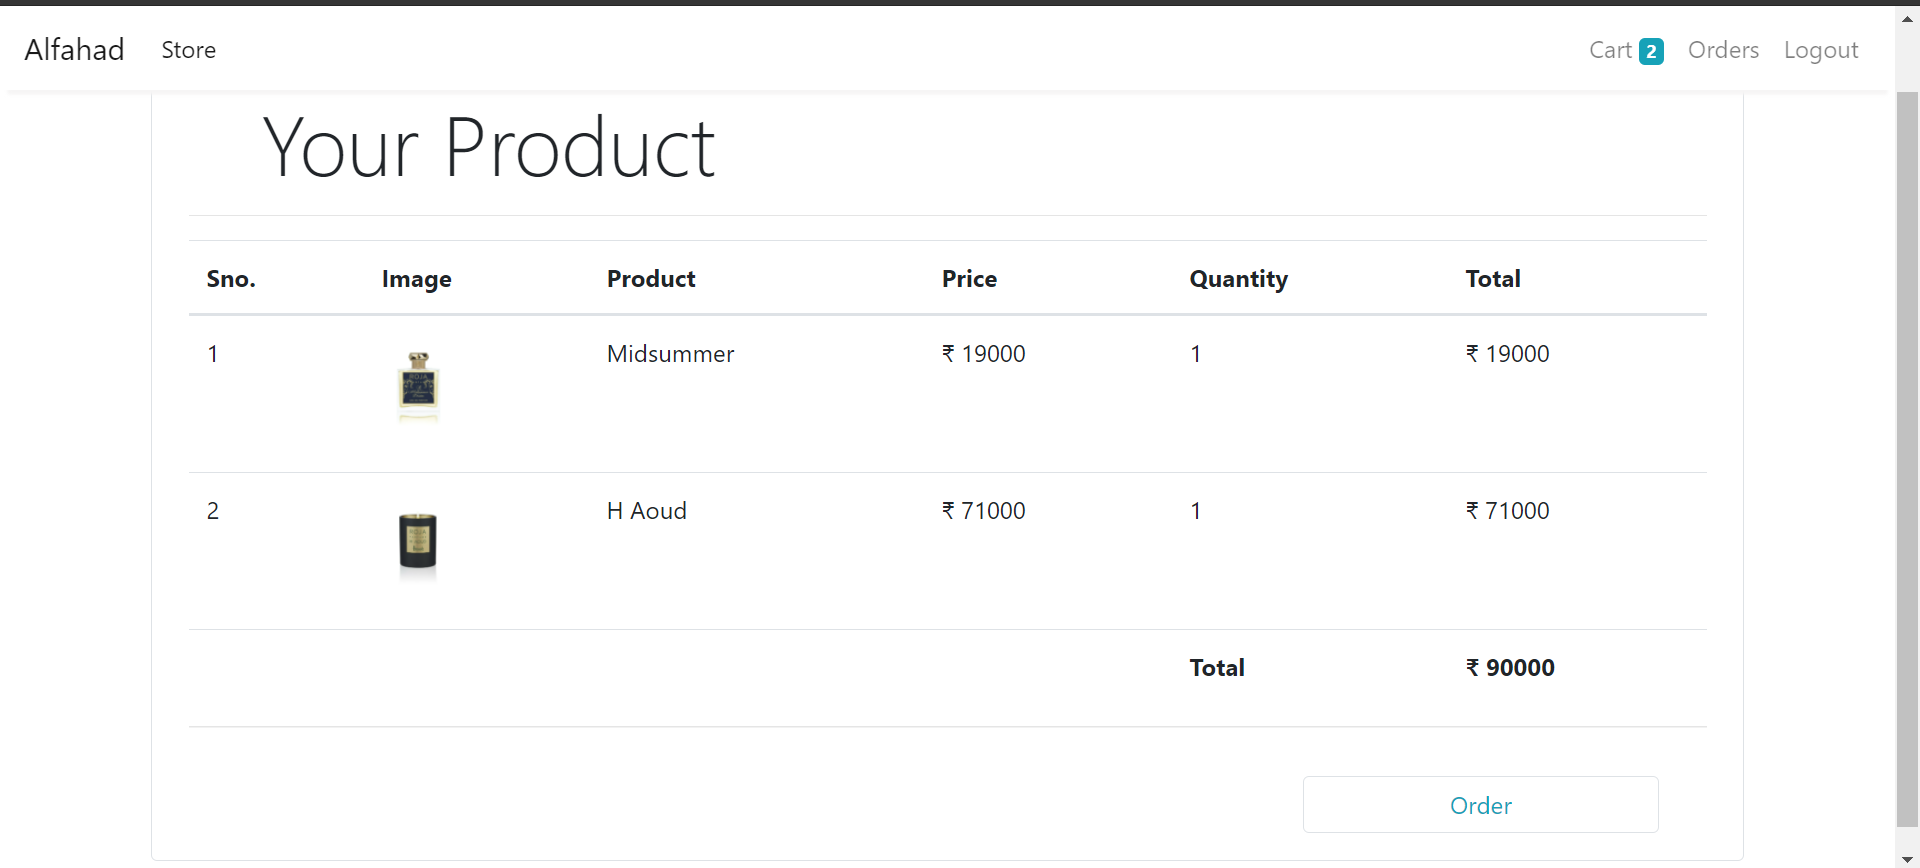 Alfahad Store Cart 2 Orders Logout
Your Product
Sno. Image Product Price Quantity Total
1 Midsummer ₹ 19000 1 ₹ 19000
ROJA
2 H Aoud ₹ 71000 1 ₹ 71000
Total ₹ 90000
Order